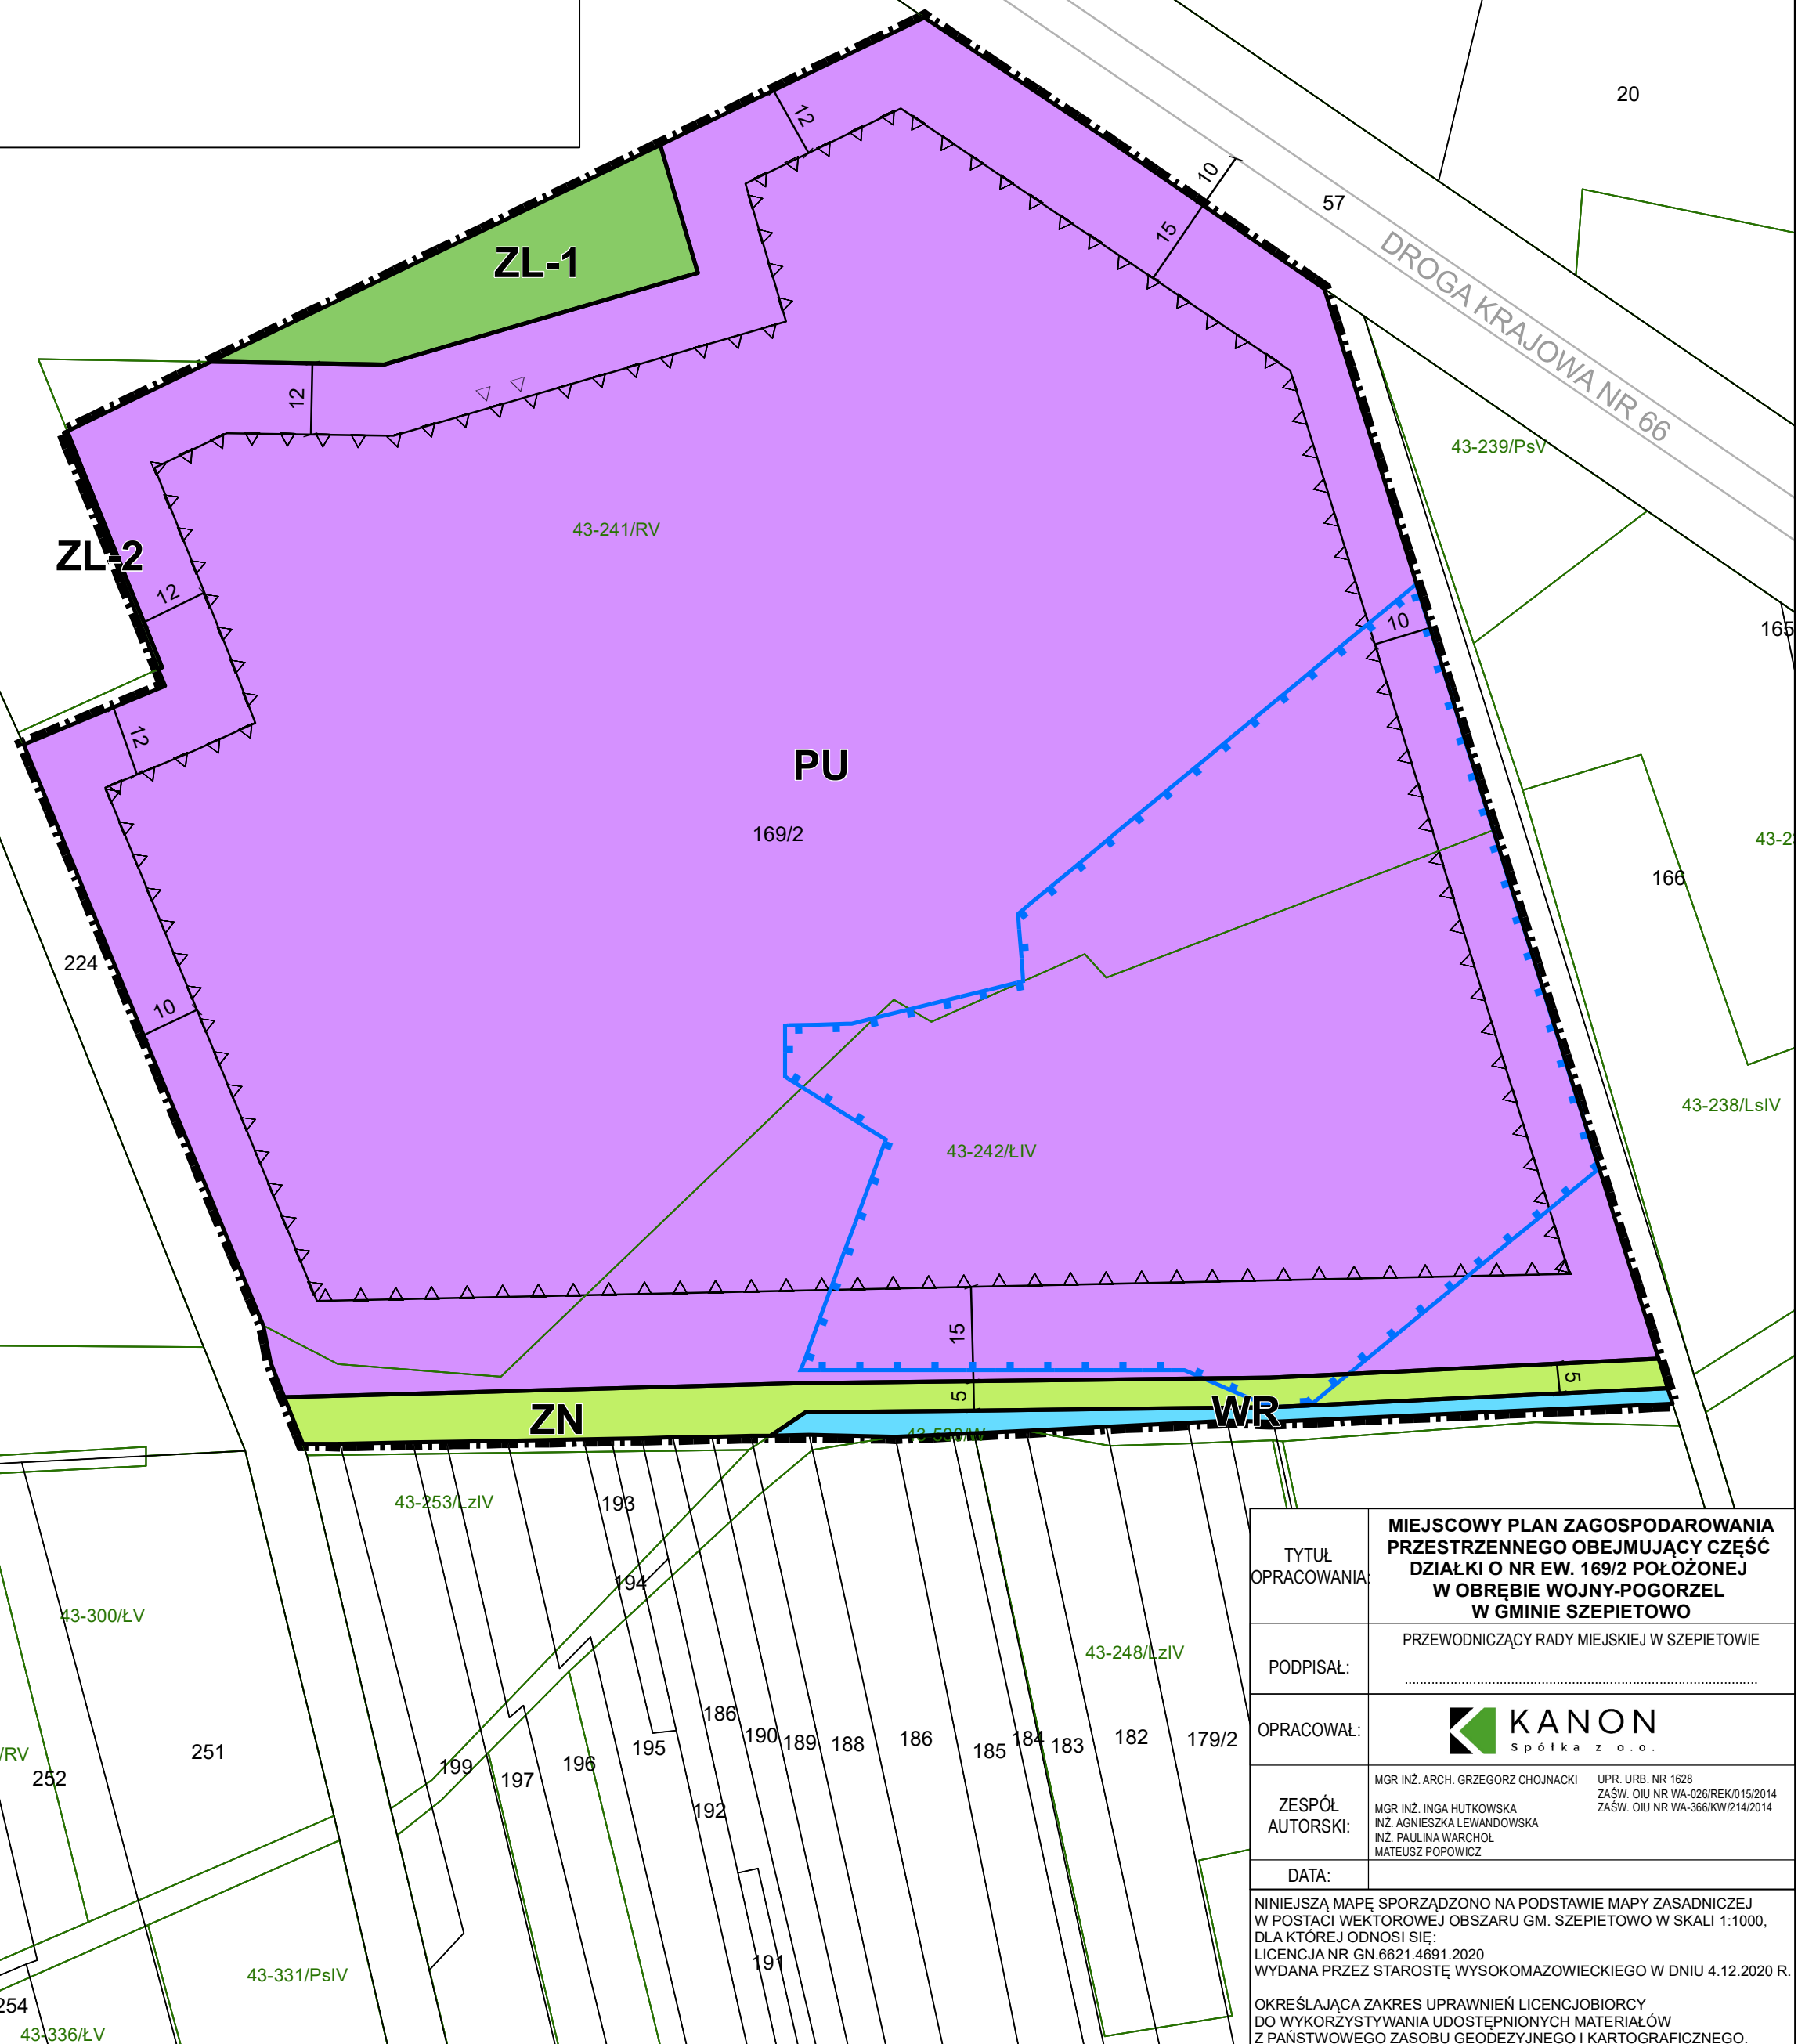 20
12
10
57
15
ZL-1
DROGA KRAJOWA NR 66
12
43-239/PsV
43-241/RV
ZL-2
12
10
165
12
PU
169/2
43-2
166
224
10
43-238/LsIV
43-242/ŁIV
15
5
5
ZN
WR
43-253/LzIV
193
194
43-300/ŁV
43-248/LzIV
186
190
189
188
186
185
184
183
182
179/2
195
196
197
199
251
/RV
252
192
191
43-331/PsIV
254
43-336/ŁV
TYTUŁ
OPRACOWANIA:
MIEJSCOWY PLAN ZAGOSPODAROWANIA
PRZESTRZENNEGO OBEJMUJĄCY CZĘŚĆ
DZIAŁKI O NR EW. 169/2 POŁOŻONEJ
W OBRĘBIE WOJNY-POGORZEL
W GMINIE SZEPIETOWO
PODPISAŁ:
PRZEWODNICZĄCY RADY MIEJSKIEJ W SZEPIETOWIE
OPRACOWAŁ:
KANON
Spółka z o.o.
ZESPÓŁ
AUTORSKI:
MGR INŻ. ARCH. GRZEGORZ CHOJNACKI UPR. URB. NR 1628
ZAŚW. OIU NR WA-026/REK/015/2014
MGR INŻ. INGA HUTKOWSKA ZAŚW. OIU NR WA-366/KW/214/2014
INŻ. AGNIESZKA LEWANDOWSKA
INŻ. PAULINA WARCHOŁ
MATEUSZ POPOWICZ
DATA:
NINIEJSZĄ MAPĘ SPORZĄDZONO NA PODSTAWIE MAPY ZASADNICZEJ
W POSTACI WEKTOROWEJ OBSZARU GM. SZEPIETOWO W SKALI 1:1000,
DLA KTÓREJ ODNOSI SIĘ:
LICENCJA NR GN.6621.4691.2020
WYDANA PRZEZ STAROSTĘ WYSOKOMAZOWIECKIEGO W DNIU 4.12.2020 R.
OKREŚLAJĄCA ZAKRES UPRAWNIEŃ LICENCJOBIORCY
DO WYKORZYSTYWANIA UDOSTĘPNIONYCH MATERIAŁÓW
Z PAŃSTWOWEGO ZASOBU GEODEZYJNEGO I KARTOGRAFICZNEGO.